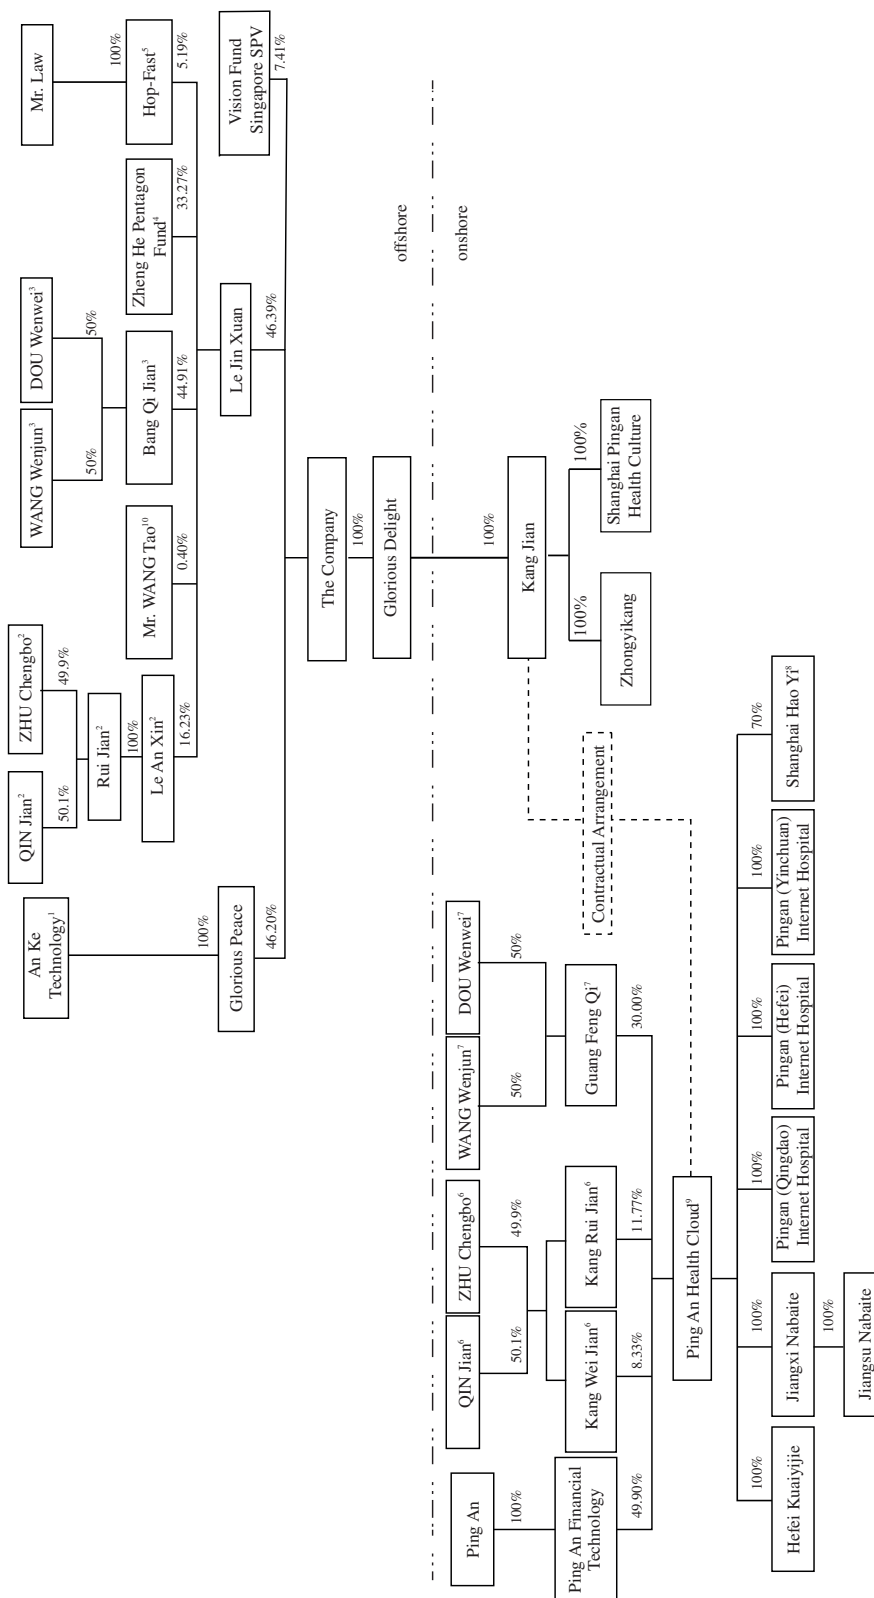 An Ke
Technology¹
100%
Glorious Peace
46.20%
QIN Jian²
ZHU Chengbo²
50.1%
49.9%
Rui Jian²
100%
Le An Xin²
16.23%
Mr. WANG Tao¹⁰
0.40%
WANG Wenjun³
DOU Wenwei³
50%
50%
Bang Qi Jian³
44.91%
Zheng He Pentagon
Fund⁴
33.27%
Mr. Law
100%
Hop-Fast⁵
5.19%
Le Jin Xuan
46.39%
Vision Fund
Singapore SPV
7.41%
The Company
100%
Glorious Delight
offshore
onshore
100%
Kang Jian
100%
100%
Zhongyikang
Shanghai Pingan
Health Culture
Contractual Arrangement
Ping An
100%
Ping An Financial
Technology
49.90%
QIN Jian⁶
ZHU Chengbo⁶
50.1%
49.9%
Kang Wei Jian⁶
Kang Rui Jian⁶
8.33%
11.77%
WANG Wenjun⁷
DOU Wenwei⁷
50%
50%
Guang Feng Qi⁷
30.00%
Ping An Health Cloud⁹
100%
100%
100%
100%
100%
70%
Hefei Kuaiyijie
Jiangxi Nabaite
Pingan (Qingdao)
Internet Hospital
Pingan (Hefei)
Internet Hospital
Pingan (Yinchuan)
Internet Hospital
Shanghai Hao Yi⁸
100%
Jiangsu Nabaite